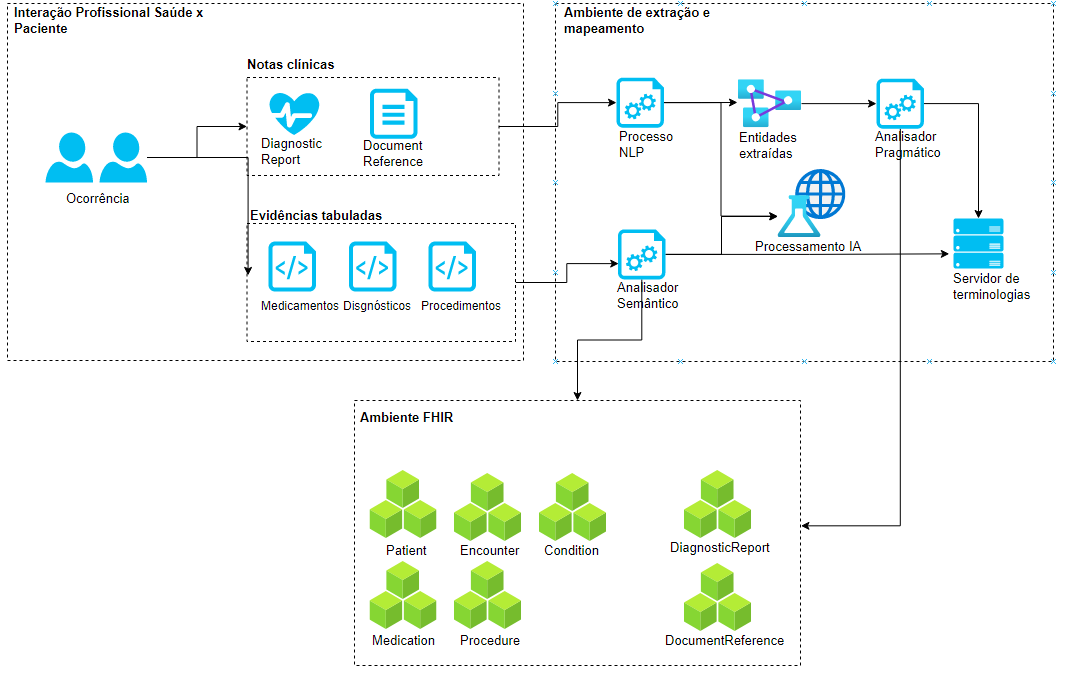 Interação Profissional Saúde x
Paciente
Notas clínicas
Diagnostic
Report
Document
Reference
Ocorrência
Evidências tabuladas
Medicamentos
Disgnósticos
Procedimentos
Ambiente de extração e
mapeamento
Processo
NLP
Entidades
extraídas
Analisador
Pragmático
Processamento IA
Analisador
Semântico
Servidor de
terminologias
Ambiente FHIR
Patient
Encounter
Condition
DiagnosticReport
Medication
Procedure
DocumentReference